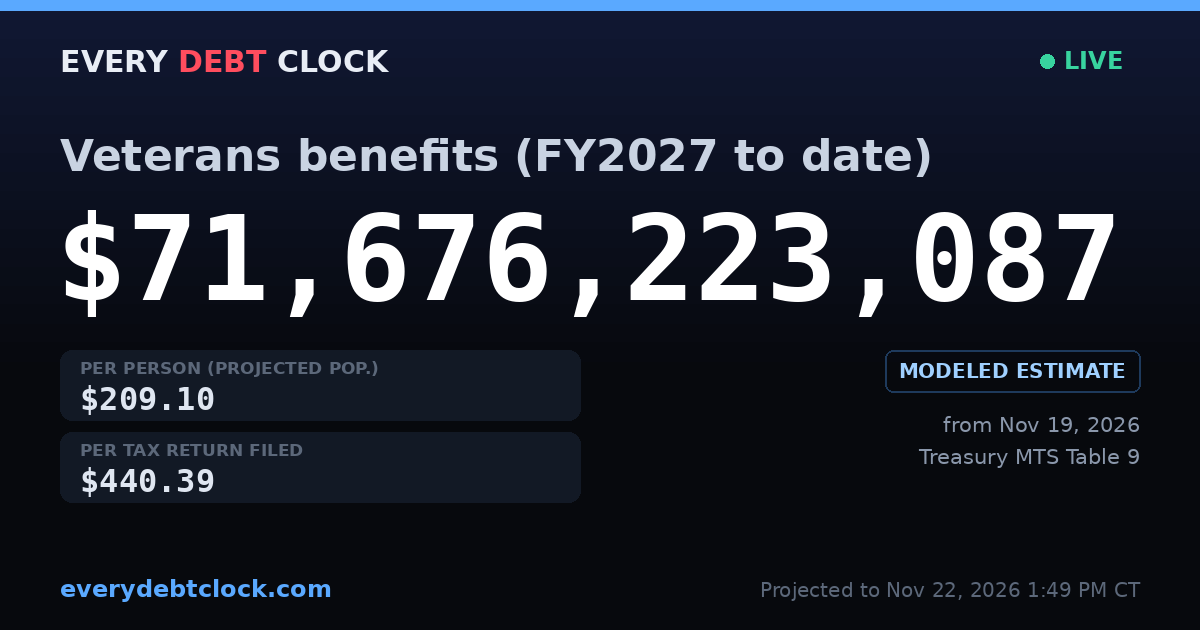 EVERY DEBT CLOCK
LIVE
Veterans benefits (FY2027 to date)
$71,676,223,087
PER PERSON (PROJECTED POP.)
$209.10
PER TAX RETURN FILED
$440.39
MODELED ESTIMATE
from Nov 19, 2026
Treasury MTS Table 9
everydebtclock.com
Projected to Nov 22, 2026 1:49 PM CT